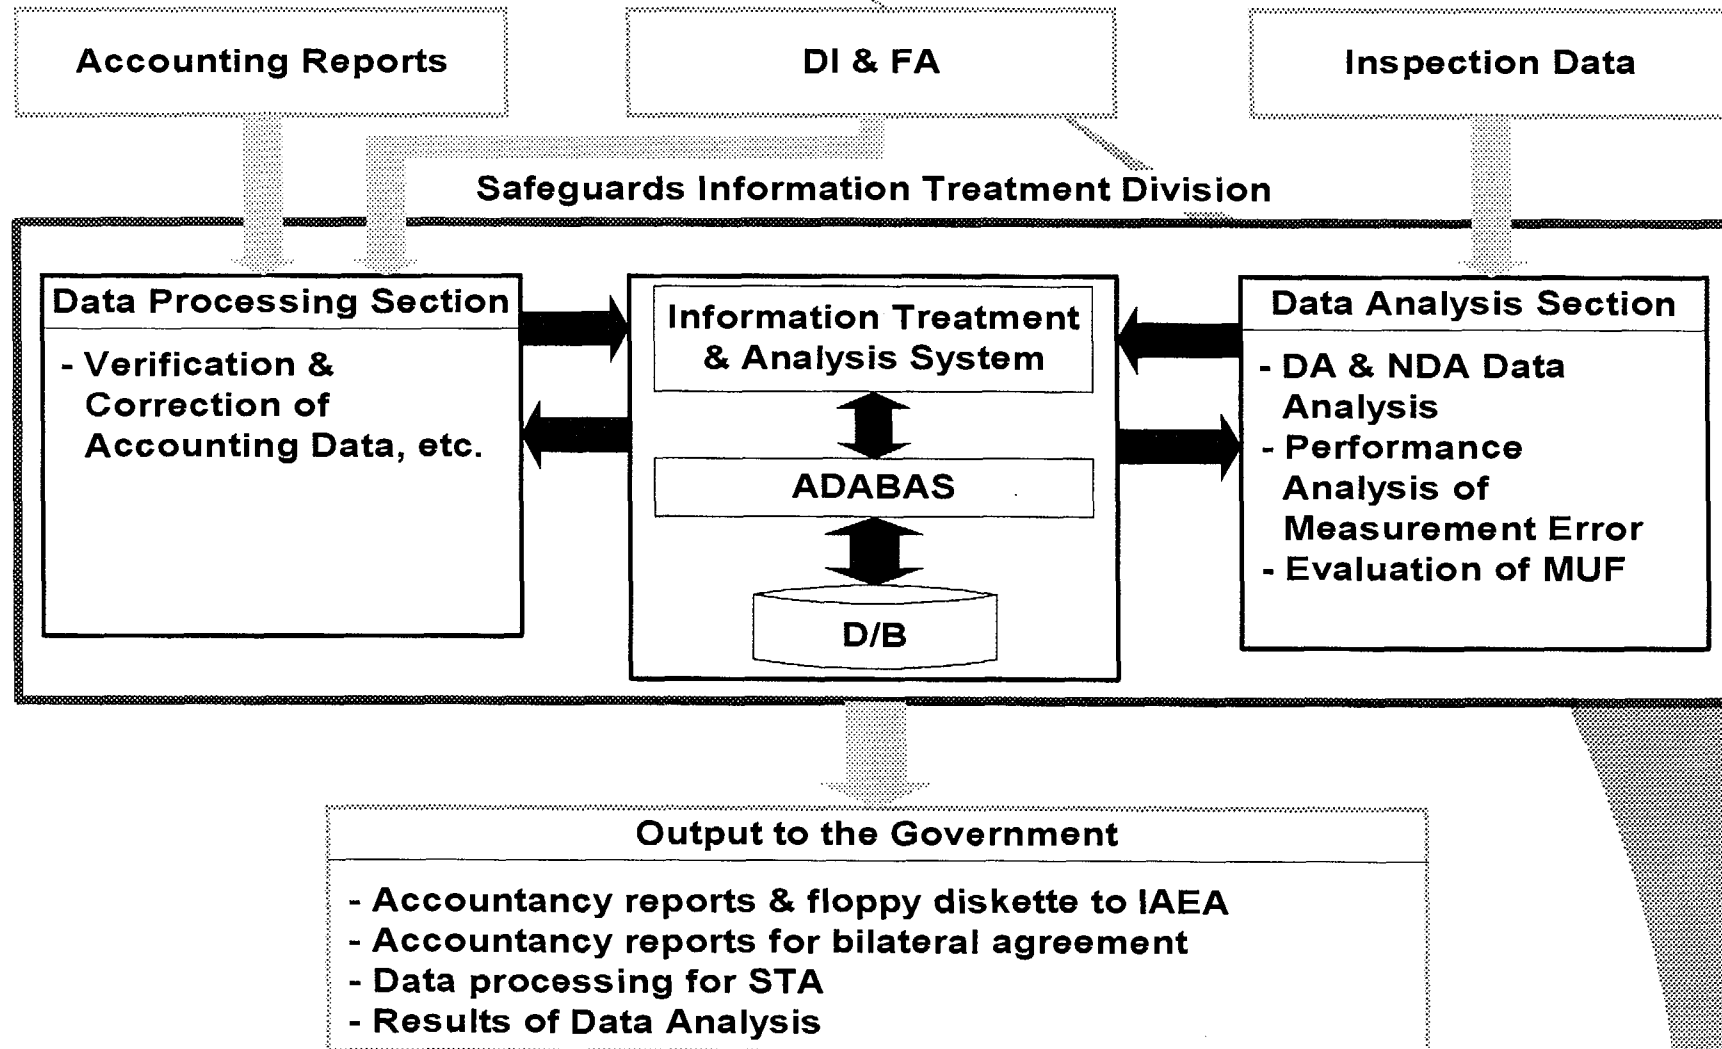 Accounting Reports
DI & FA
Inspection Data
Safeguards Information Treatment Division
Data Processing Section
- Verification &
Correction of
Accounting Data, etc.
Information Treatment
& Analysis System
ADABAS
D/B
Data Analysis Section
- DA & NDA Data
Analysis
- Performance
Analysis of
Measurement Error
- Evaluation of MUF
Output to the Government
- Accountancy reports & floppy diskette to IAEA
- Accountancy reports for bilateral agreement
- Data processing for STA
- Results of Data Analysis